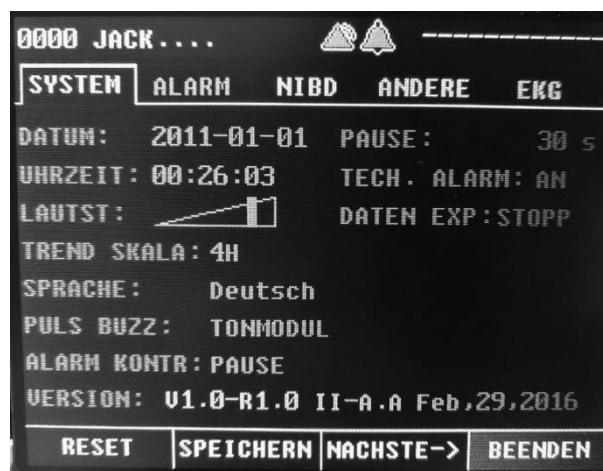 0000 JACK....
SYSTEM ALARM NIBD ANDERE EKG
DATUM: 2011-01-01 PAUSE: 30 s
UHRZEIT: 00:26:03 TECH. ALARM: AN
LAUTST: DATEN EXP:STOPP
TREND SKALA: 4H
SPRACHE: Deutsch
PULS BUZZ: TONMODUL
ALARM KONTR: PAUSE
VERSION: V1.0-R1.0 II-A.A Feb,29,2016
RESET SPEICHERN NACHSTE-> BEENDEN